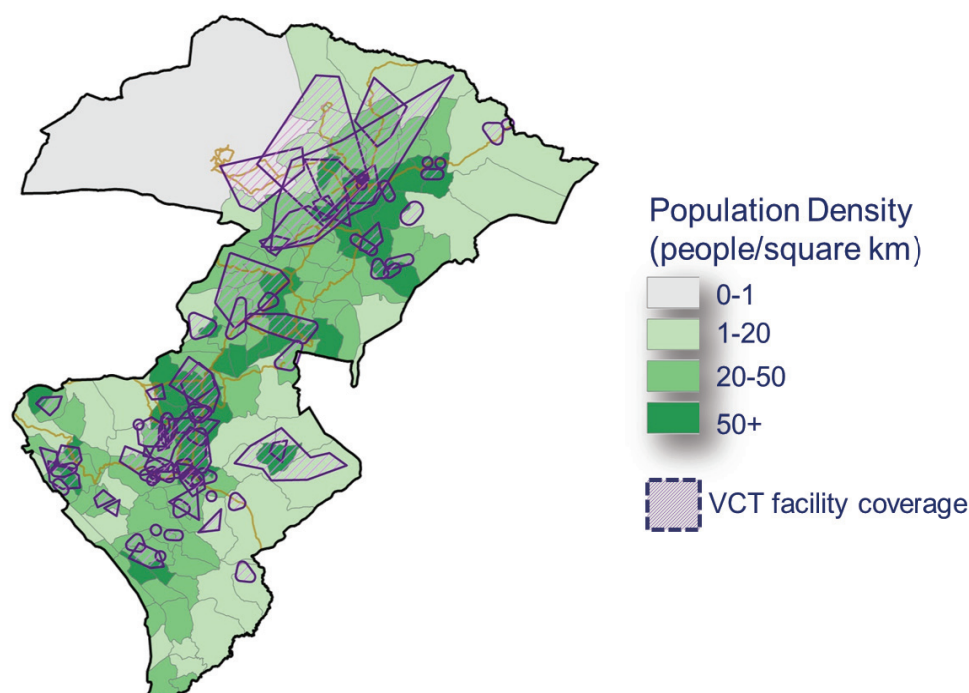 Population Density
(people/square km)
0-1
1-20
20-50
50+
VCT facility coverage